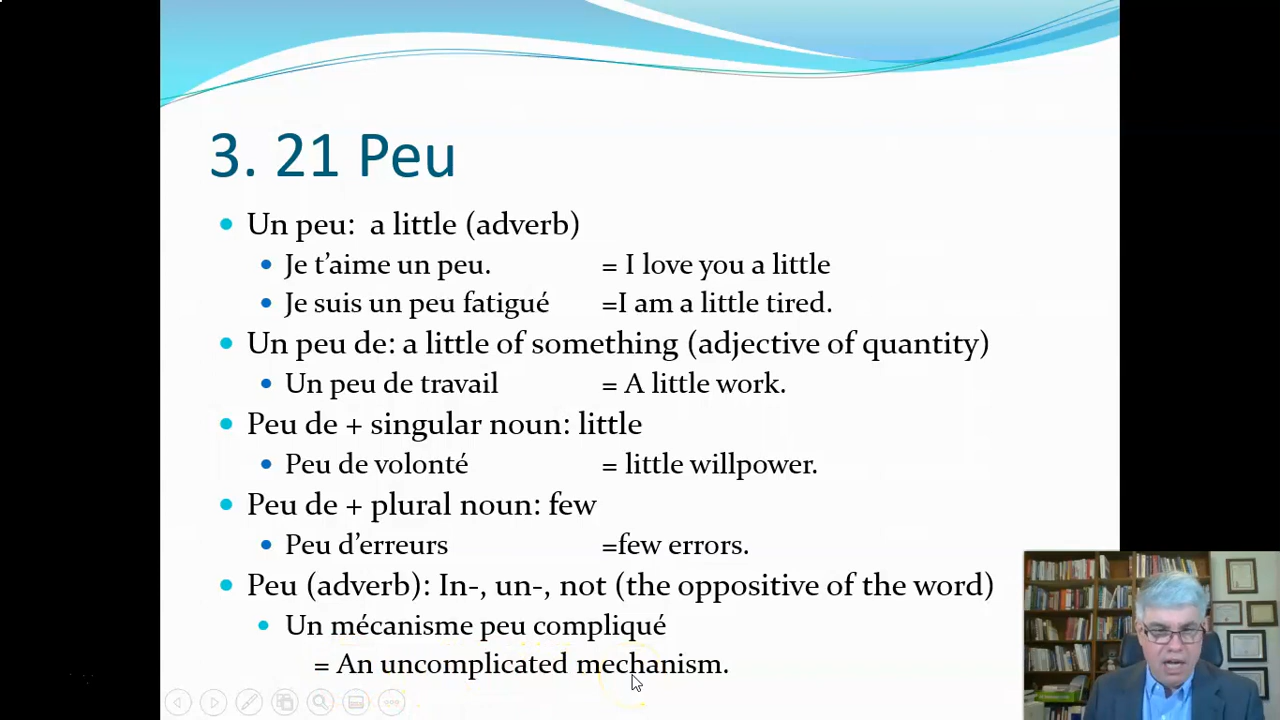 3. 21 Peu
Un peu: a little (adverb)
Je t’aime un peu. = I love you a little
Je suis un peu fatigué =I am a little tired.
Un peu de: a little of something (adjective of quantity)
Un peu de travail = A little work.
Peu de + singular noun: little
Peu de volonté = little willpower.
Peu de + plural noun: few
Peu d’erreurs =few errors.
Peu (adverb): In-, un-, not (the oppositive of the word)
Un mécanisme peu compliqué
= An uncomplicated mechanism.